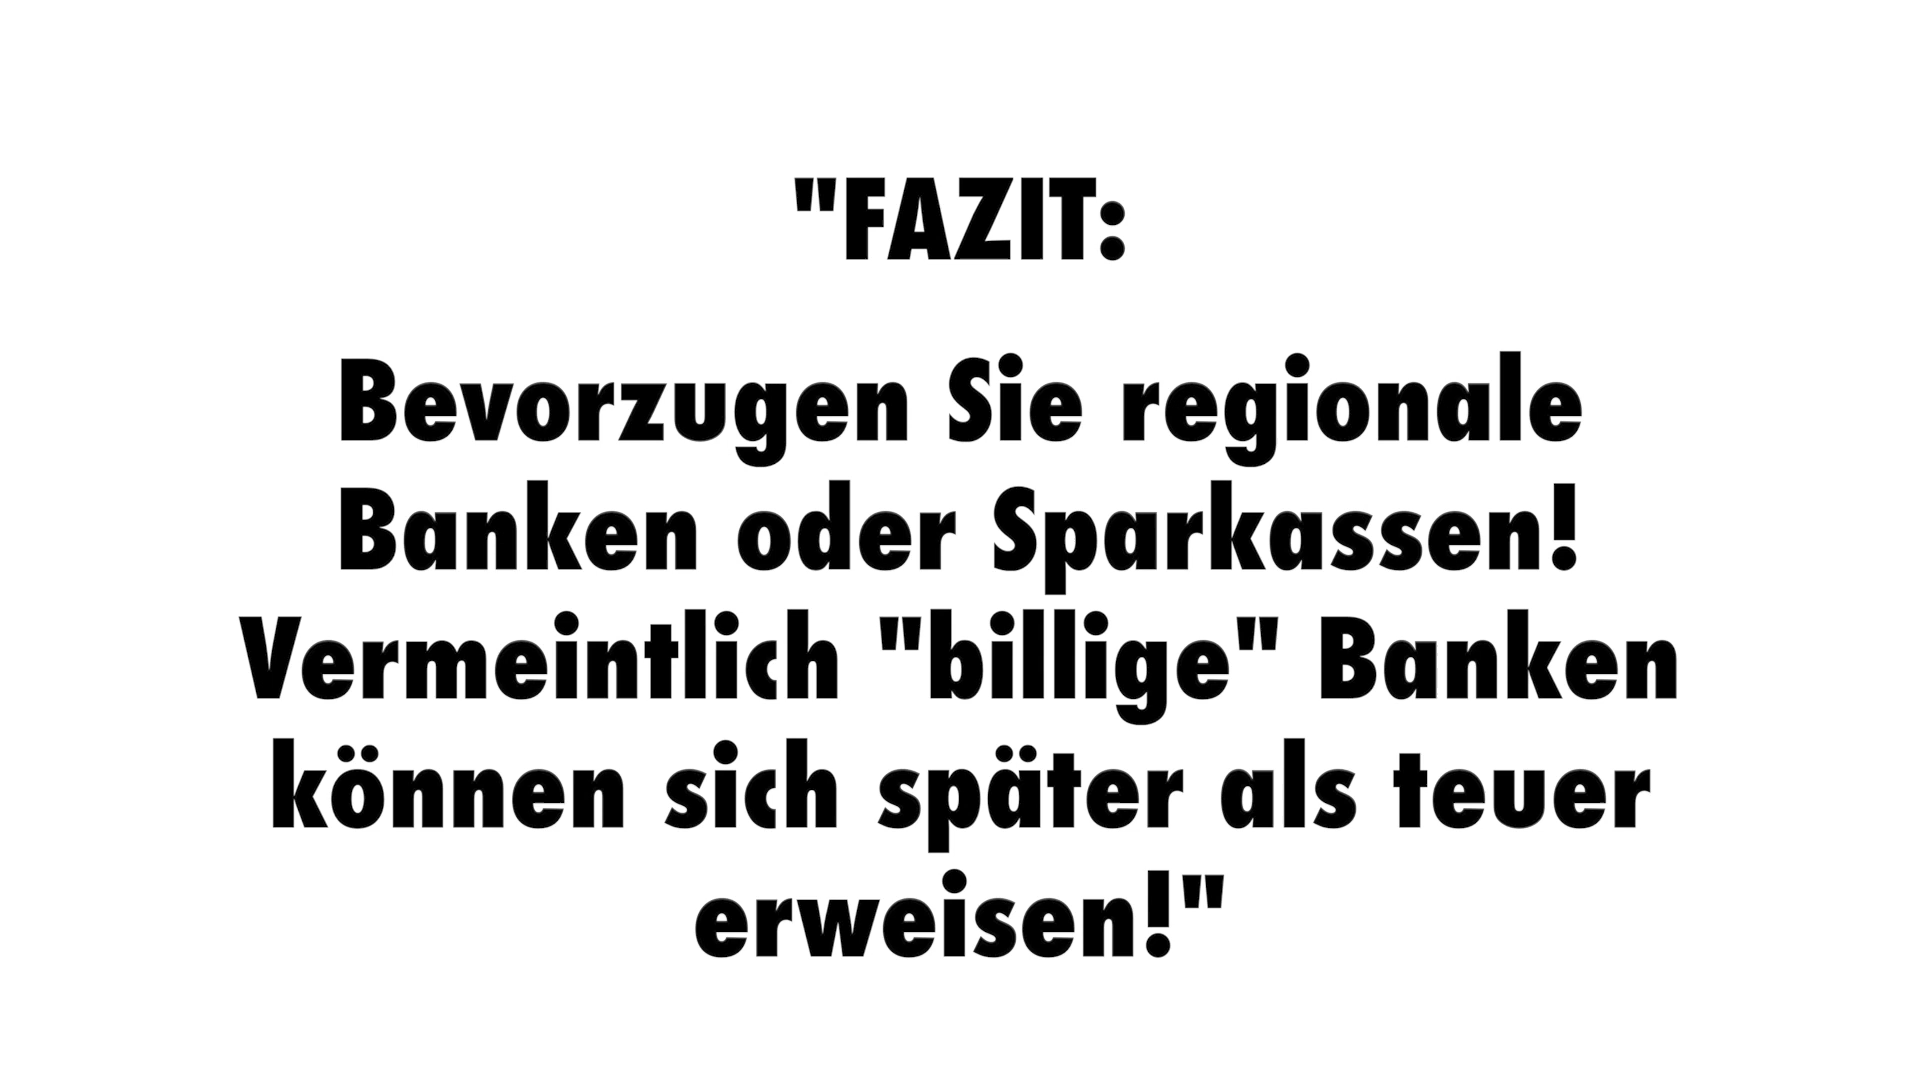 "FAZIT:
Bevorzugen Sie regionale
Banken oder Sparkassen!
Vermeintlich "billige" Banken
können sich später als teuer
erweisen!"